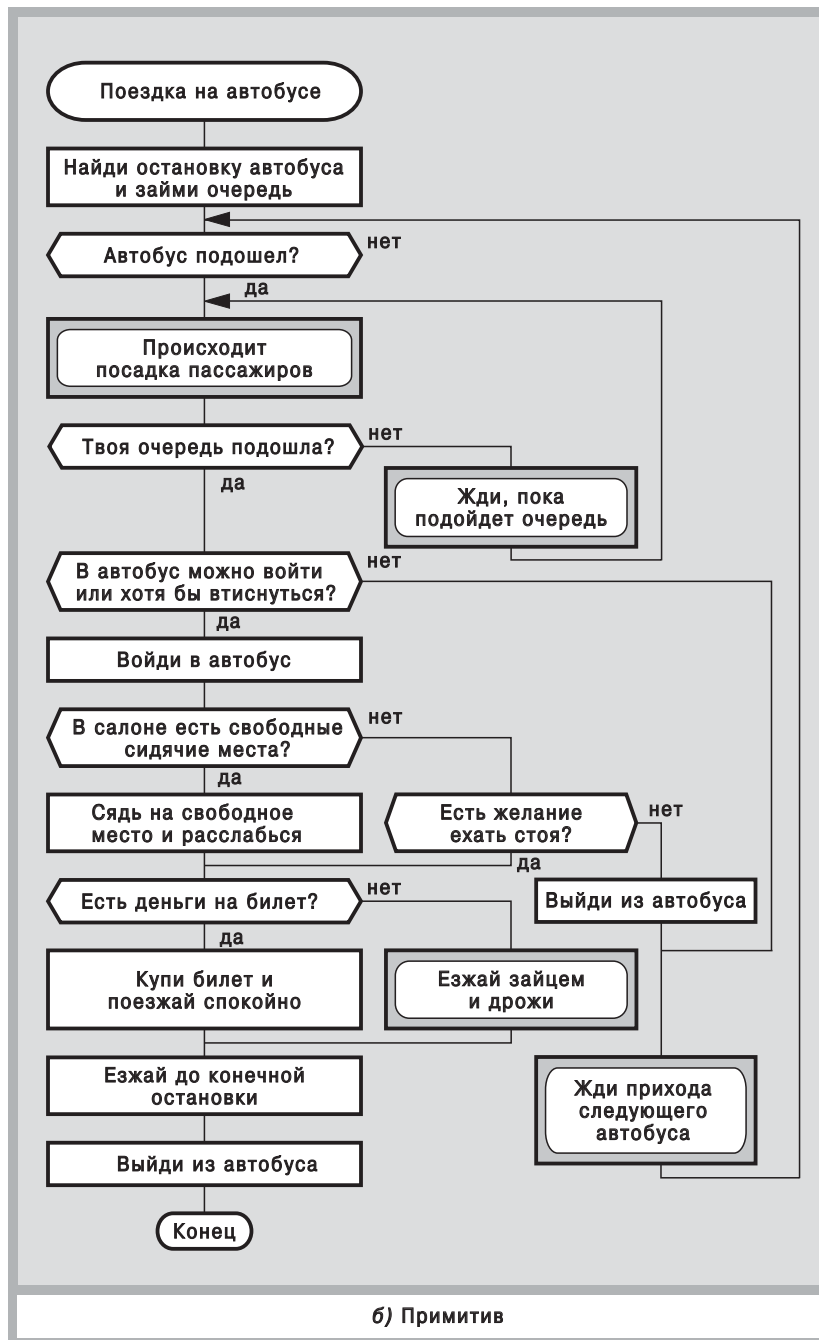 Поездка на автобусе
Найди остановку автобуса
и займи очередь
Автобус подошел?
нет
да
Происходит
посадка пассажиров
Твоя очередь подошла?
нет
да
Жди, пока
подойдет очередь
В автобус можно войти
или хотя бы втиснуться?
нет
да
Войди в автобус
В салоне есть свободные
сидячие места?
нет
да
Сядь на свободное
место и расслабься
Есть желание
ехать стоя?
нет
да
Выйди из автобуса
Есть деньги на билет?
нет
да
Купи билет и
поезжай спокойно
Езжай зайцем
и дрожи
Езжай до конечной
остановки
Жди прихода
следующего
автобуса
Выйди из автобуса
Конец
б) Примитив